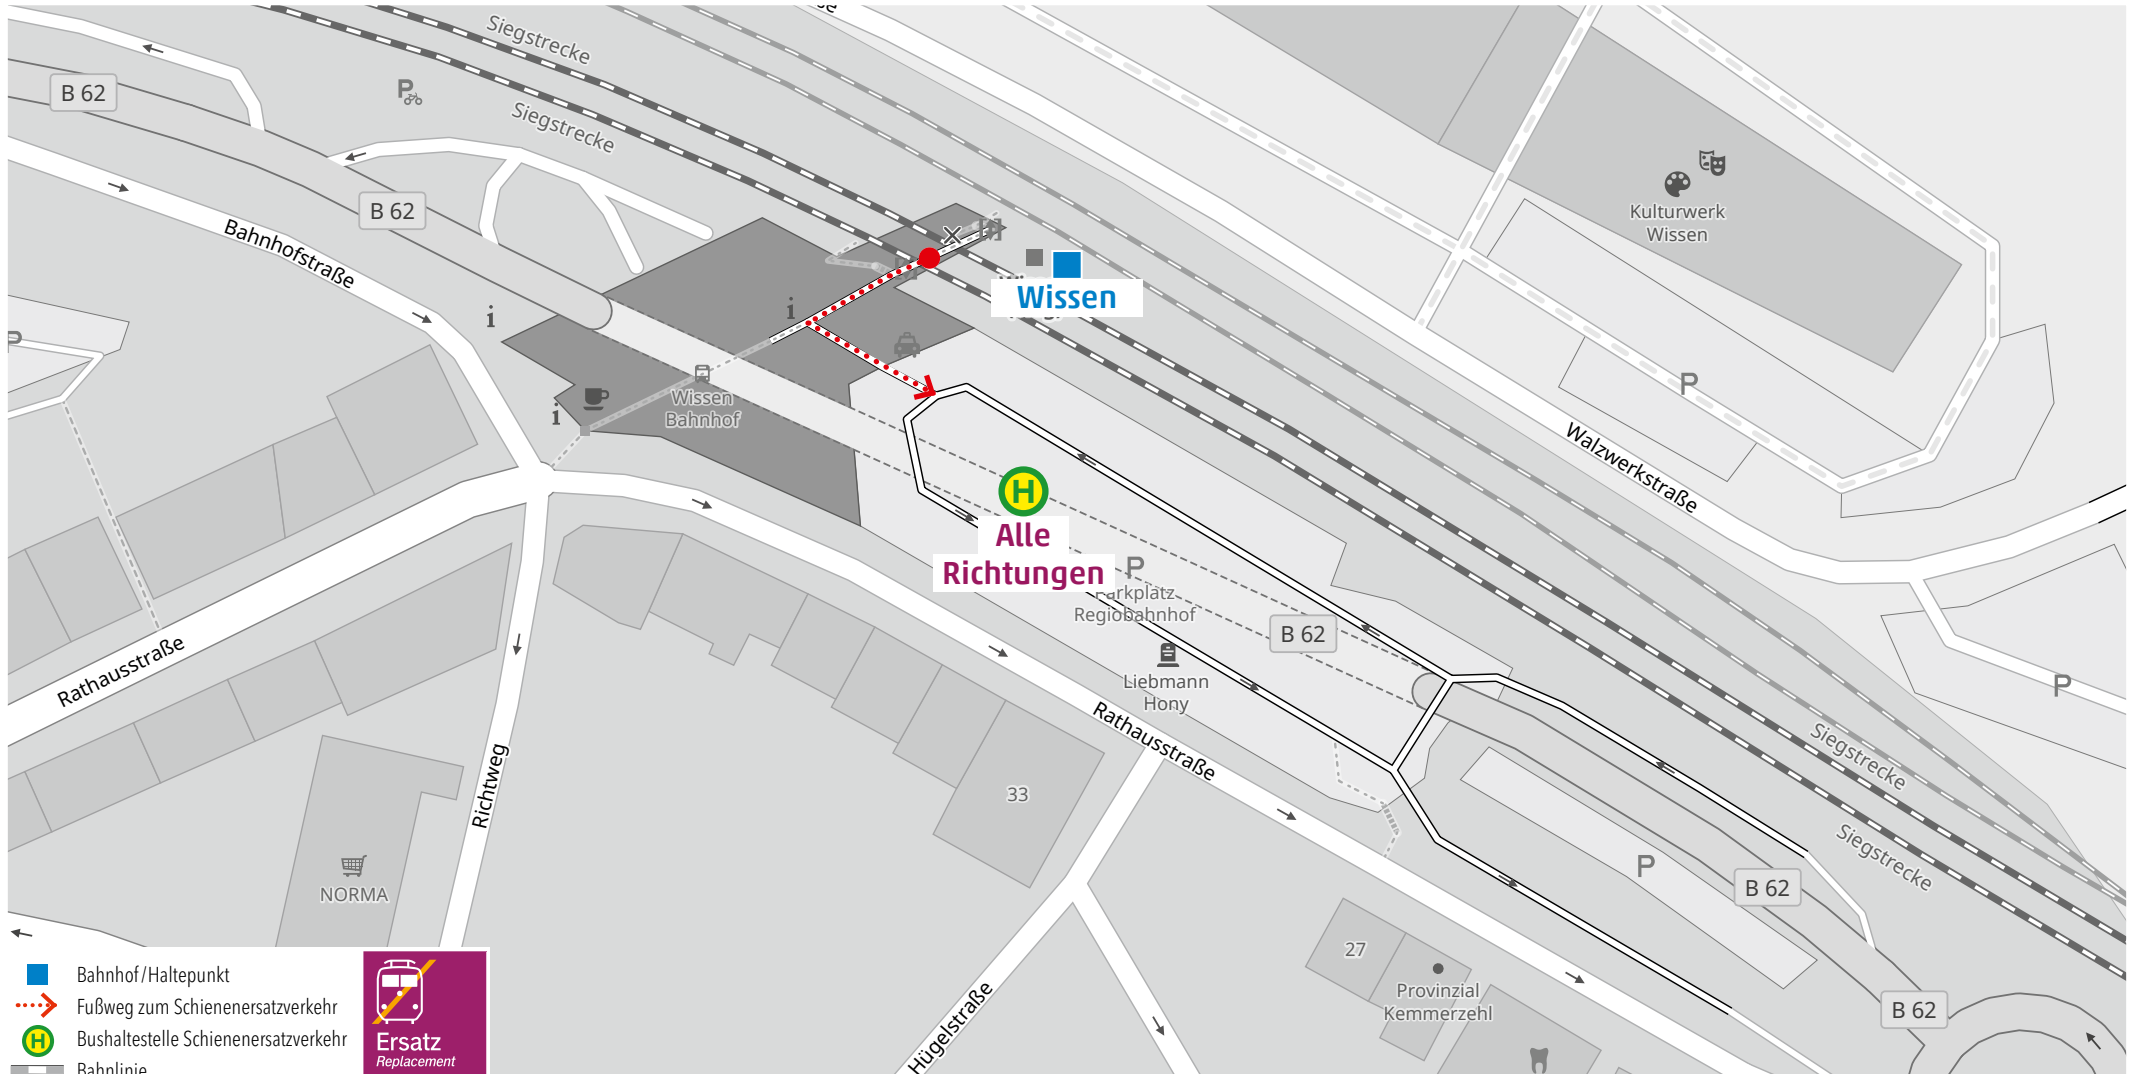 Siegstrecke
B 62
P
Siegstrecke
B 62
Bahnhofstraße
Kulturwerk
Wissen
Wissen
i
i
P
P
Wissen
Bahnhof
i
Walzwerkstraße
H
Alle
Richtungen
P
Parkplatz
Regiobahnhof
B 62
Rathausstraße
Liebmann
Hony
P
Rathausstraße
Siegstrecke
Richtweg
33
Siegstrecke
P
B 62
NORMA
27
Provinzial
Kemmerzehl
B 62
Hügelstraße
Bahnhof/Haltepunkt
Fußweg zum Schienenersatzverkehr
H Bushaltestelle Schienenersatzverkehr
Bahnlinie
Ersatz
Replacement